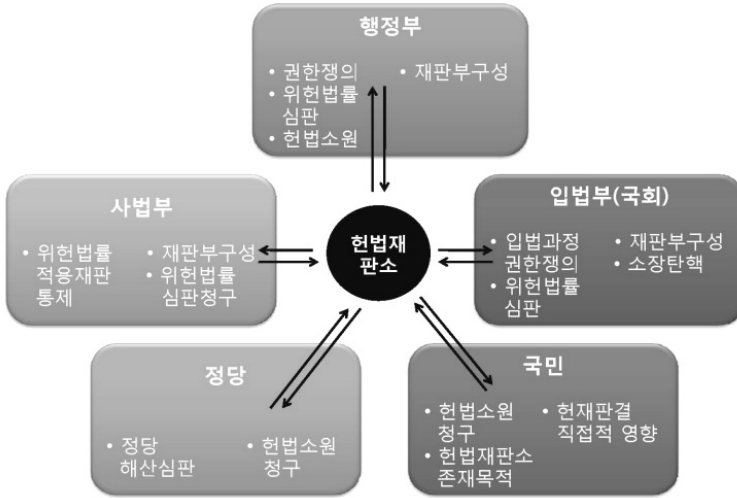 행정부
• 권한쟁의
• 위헌법률
심판
• 헌법소원
• 재판부구성
사법부
• 위헌법률
적용재판
통제
• 재판부구성
• 위헌법률
심판청구
헌법재
판소
입법부(국회)
• 입법과정
권한쟁의
• 위헌법률
심판
• 재판부구성
• 소장탄핵
정당
• 정당
해산심판
• 헌법소원
청구
국민
• 헌법소원
청구
• 헌법재판소
존재목적
• 헌재판결
직접적 영향